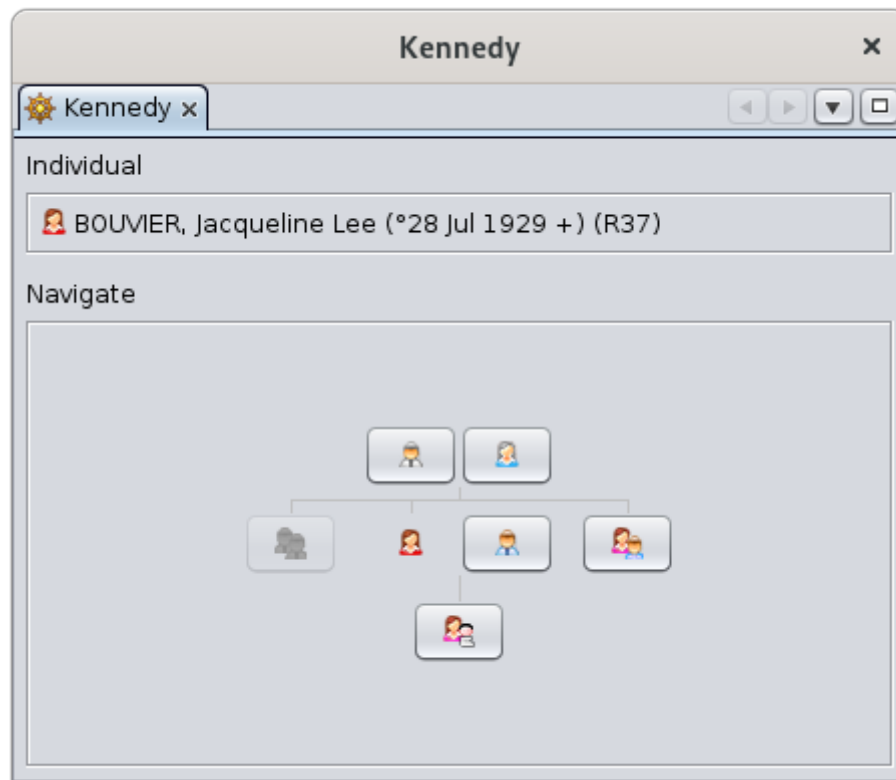 Kennedy
Kennedy
Individual
BOUVIER, Jacqueline Lee (°28 Jul 1929 +) (R37)
Navigate